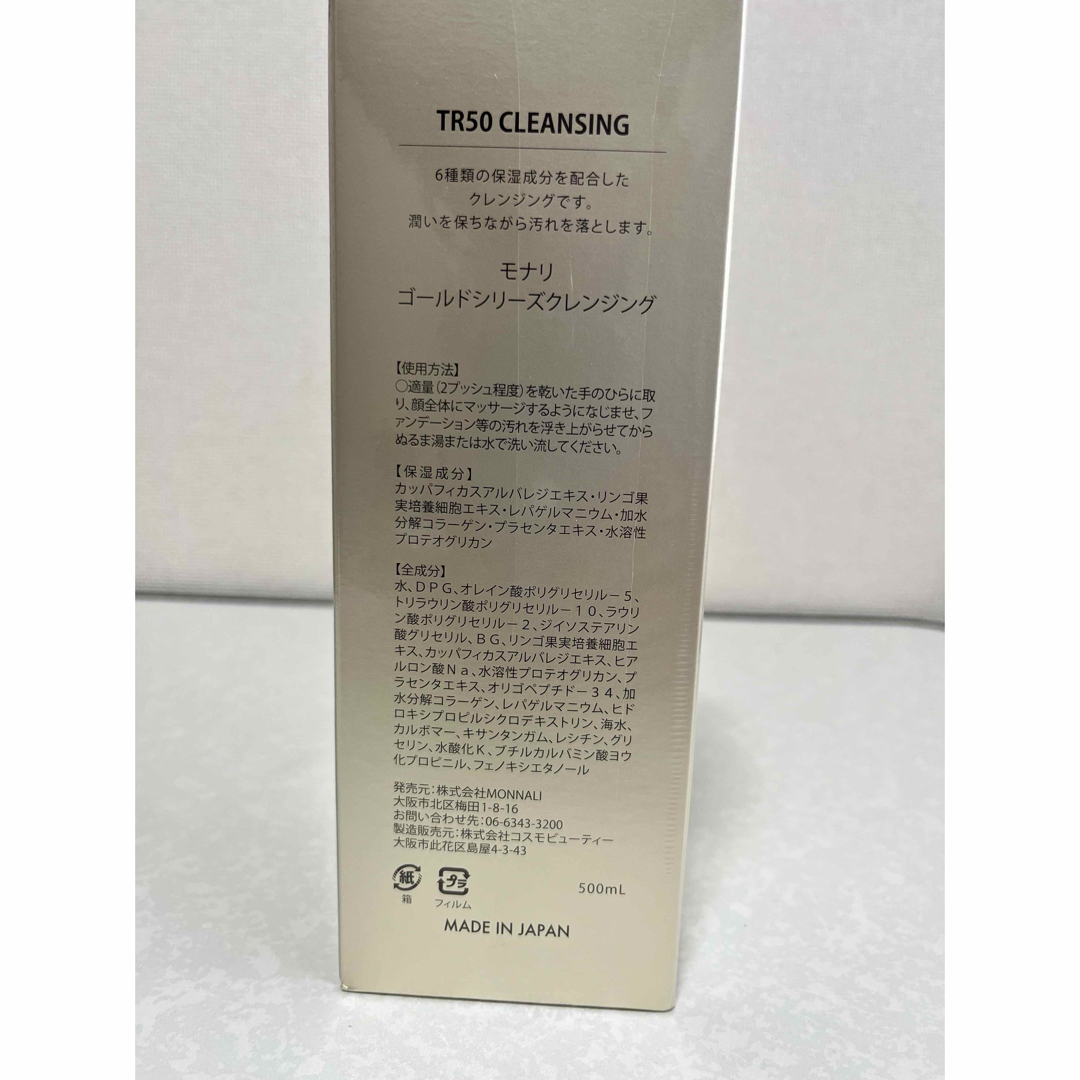 TR50 CLEANSING
6種類の保湿成分を配合した
クレンジングです。
潤いを保ちながら汚れを落とします。
モナリ
ゴールドシリーズクレンジング
【使用方法】
○適量(2プッシュ程度)を乾いた手のひらに取
り、顔全体にマッサージするようになじませ、フ
ァンデーション等の汚れを浮き上がらせてから
ぬるま湯または水で洗い流してください。
【保湿成分】
カッパフィカスアルバレジエキス・リンゴ果
実培養細胞エキス・レパゲルマニウム・加水
分解コラーゲン・プラセンタエキス・水溶性
プロテオグリカン
【全成分】
水、DPG、オレイン酸ポリグリセリル−5、
トリラウリン酸ポリグリセリル−10、ラウリ
ン酸ポリグリセリル−2、ジイソステアリン
酸グリセリル、BG、リンゴ果実培養細胞エ
キス、カッパフィカスアルバレジエキス、ヒア
ルロン酸Na、水溶性プロテオグリカン、プ
ラセンタエキス、オリゴペプチド−34、加
水分解コラーゲン、レパゲルマニウム、ヒド
ロキシプロピルシクロデキストリン、海水、
カルボマー、キサンタンガム、レシチン、グリ
セリン、水酸化K、ブチルカルバミン酸ヨウ
化プロピニル、フェノキシエタノール
発売元：株式会社MONNALI
大阪市北区梅田1-8-16
お問い合わせ先：06-6343-3200
製造販売元：株式会社コスモビューティー
大阪市此花区島屋4-3-43
紙
箱
プラ
フィルム
500mL
MADE IN JAPAN